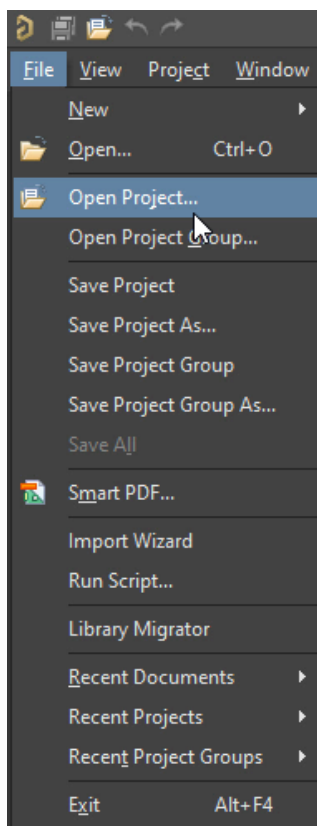 File View Project Window
New
Open... Ctrl+O
Open Project...
Open Project Group...
Save Project
Save Project As...
Save Project Group
Save Project Group As...
Save All
Smart PDF...
Import Wizard
Run Script...
Library Migrator
Recent Documents
Recent Projects
Recent Project Groups
Exit Alt+F4